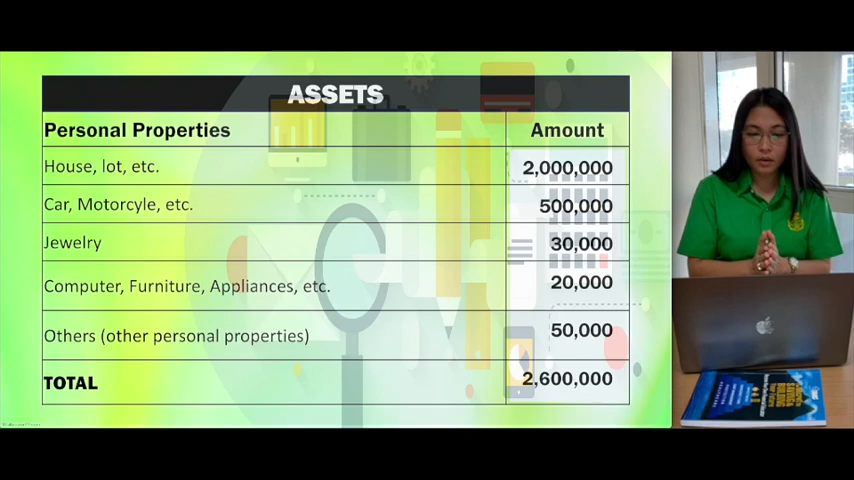 ASSETS
Personal Properties Amount
House, lot, etc. 2,000,000
Car, Motorcyle, etc. 500,000
Jewelry 30,000
Computer, Furniture, Appliances, etc. 20,000
Others (other personal properties) 50,000
TOTAL 2,600,000